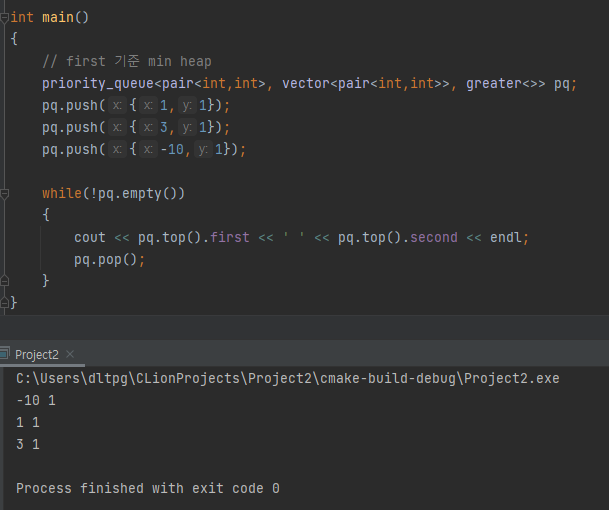 int main()
{
// first 기준 min heap
priority_queue<pair<int,int>, vector<pair<int,int>>, greater<>> pq;
pq.push( x: {1, y: 1});
pq.push( x: {3, y: 1});
pq.push( x: {-10, y: 1});
while(!pq.empty())
{
cout << pq.top().first << ' ' << pq.top().second << endl;
pq.pop();
}
}
Project2 ×
C:\Users\dltpg\CLionProjects\Project2\cmake-build-debug\Project2.exe
-10 1
1 1
3 1
Process finished with exit code 0